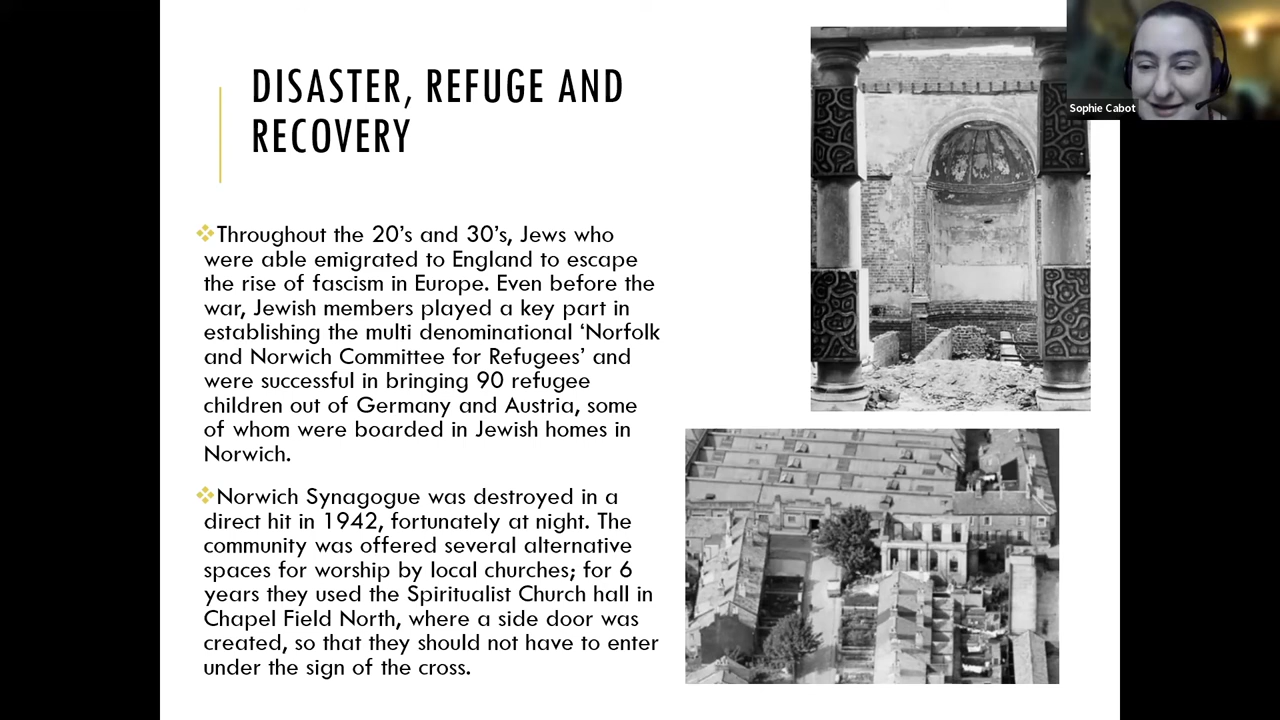 DISASTER, REFUGE AND
RECOVERY
Sophie Cabot
Throughout the 20's and 30's, Jews who
were able emigrated to England to escape
the rise of fascism in Europe. Even before the
war, Jewish members played a key part in
establishing the multi denominational ‘Norfolk
and Norwich Committee for Refugees’ and
were successful in bringing 90 refugee
children out of Germany and Austria, some
of whom were boarded in Jewish homes in
Norwich.
Norwich Synagogue was destroyed in a
direct hit in 1942, fortunately at night. The
community was offered several alternative
spaces for worship by local churches; for 6
years they used the Spiritualist Church hall in
Chapel Field North, where a side door was
created, so that they should not have to enter
under the sign of the cross.